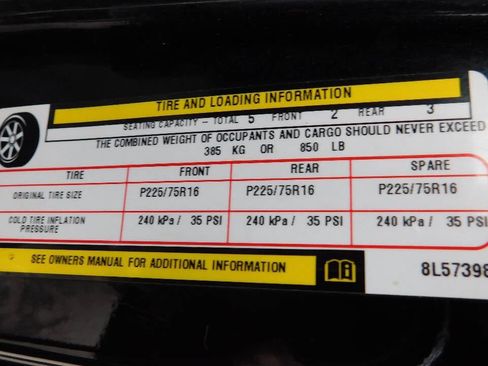 TIRE AND LOADING INFORMATION
SEATING CAPACITY - TOTAL 5 FRONT 2 REAR 3
THE COMBINED WEIGHT OF OCCUPANTS AND CARGO SHOULD NEVER EXCEED
385 KG OR 850 LB
TIRE FRONT REAR SPARE
ORIGINAL TIRE SIZE P225/75R16 P225/75R16 P225/75R16
COLD TIRE INFLATION PRESSURE 240 kPa / 35 PSI 240 kPa / 35 PSI 240 kPa / 35 PSI
SEE OWNERS MANUAL FOR ADDITIONAL INFORMATION
8L57398